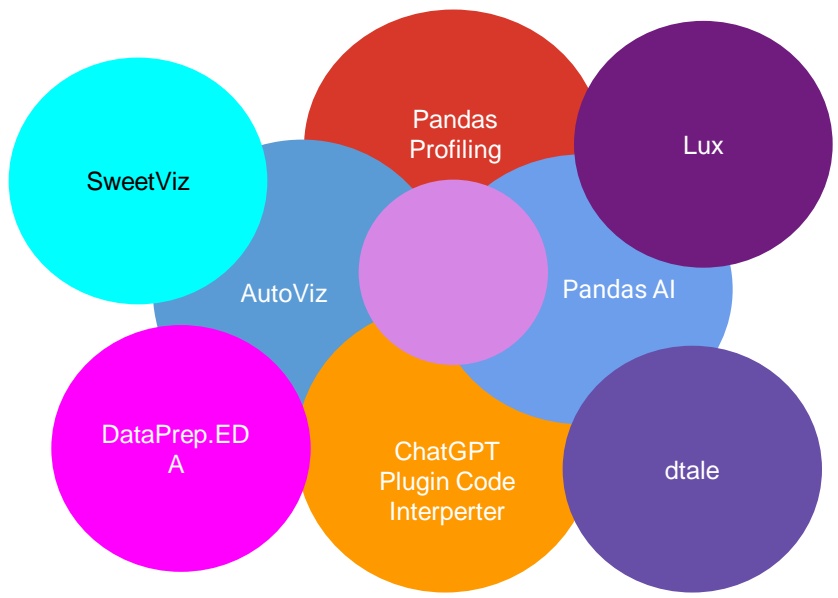 Pandas
Profiling
Lux
SweetViz
AutoViz
Pandas AI
DataPrep.ED
A
ChatGPT
Plugin Code
Interperter
dtale